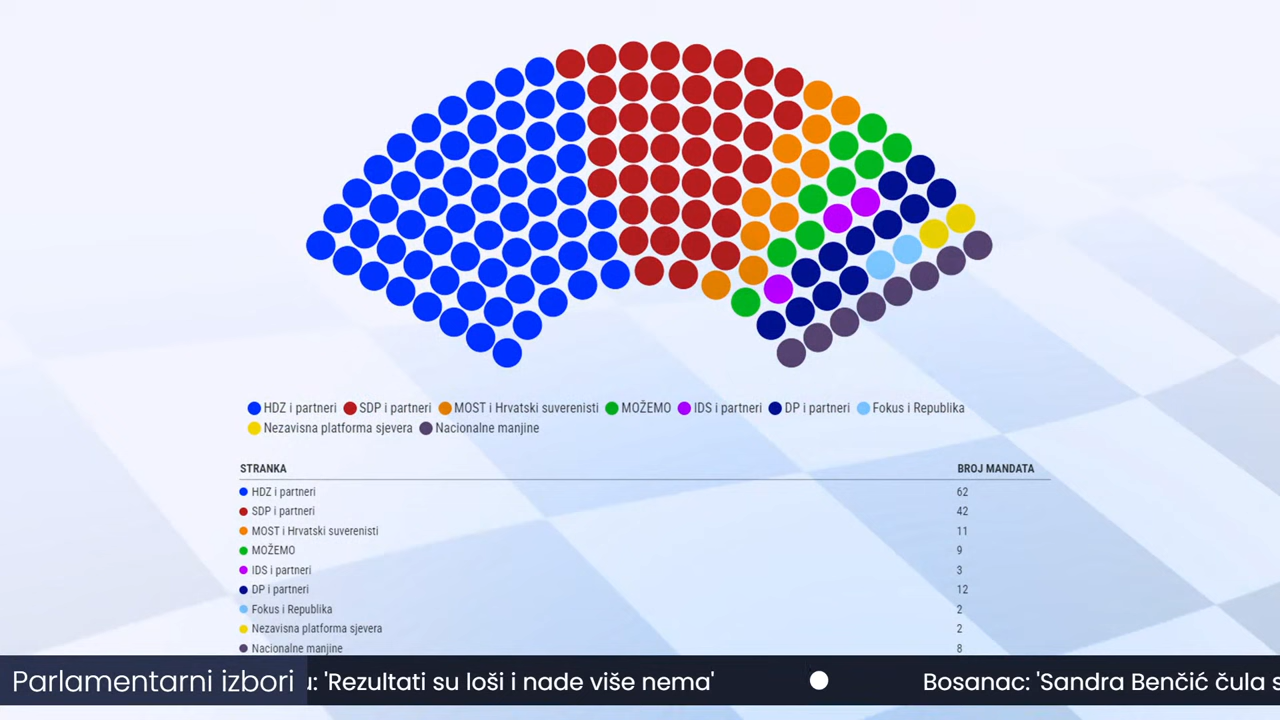 HDZ i partneri SDP i partneri MOST i Hrvatski suverenisti MOŽEMO IDS i partneri DP i partneri Fokus i Republika
Nezavisna platforma sjevera Nacionalne manjine
STRANKA BROJ MANDATA
HDZ i partneri 62
SDP i partneri 42
MOST i Hrvatski suverenisti 11
MOŽEMO 9
IDS i partneri 3
DP i partneri 12
Fokus i Republika 2
Nezavisna platforma sjevera 2
Nacionalne manjine 8
Parlamentarni izbori : 'Rezultati su loši i nade više nema' Bosanac: 'Sandra Benčić čula s